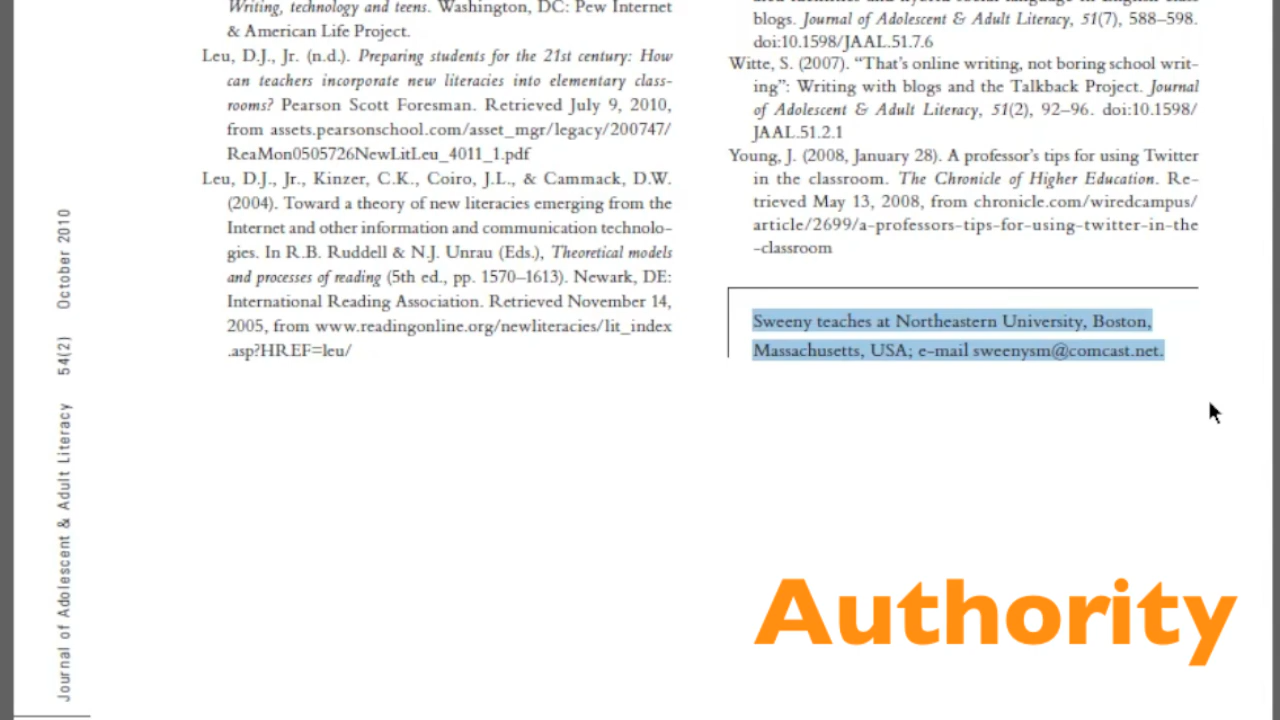 Writing, technology and teens. Washington, DC: Pew Internet
& American Life Project.
Leu, D.J., Jr. (n.d.). Preparing students for the 21st century: How
can teachers incorporate new literacies into elementary class-
rooms? Pearson Scott Foresman. Retrieved July 9, 2010,
from assets.pearsonschool.com/asset_mgr/legacy/200747/
ReaMon0505726NewLitLeu_4011_1.pdf
Leu, D.J., Jr., Kinzer, C.K., Coiro, J.L., & Cammack, D.W.
(2004). Toward a theory of new literacies emerging from the
Internet and other information and communication technolo-
gies. In R.B. Ruddell & N.J. Unrau (Eds.), Theoretical models
and processes of reading (5th ed., pp. 1570–1613). Newark, DE:
International Reading Association. Retrieved November 14,
2005, from www.readingonline.org/newliteracies/lit_index
.asp?HREF=leu/
blogs. Journal of Adolescent & Adult Literacy, 51(7), 588–598.
doi:10.1598/JAAL.51.7.6
Witte, S. (2007). “That’s online writing, not boring school writ-
ing”: Writing with blogs and the Talkback Project. Journal
of Adolescent & Adult Literacy, 51(2), 92–96. doi:10.1598/
JAAL.51.2.1
Young, J. (2008, January 28). A professor’s tips for using Twitter
in the classroom. The Chronicle of Higher Education. Re-
trieved May 13, 2008, from chronicle.com/wiredcampus/
article/2699/a-professors-tips-for-using-twitter-in-the
-classroom
Sweeny teaches at Northeastern University, Boston,
Massachusetts, USA; e-mail sweenysm@comcast.net.
Journal of Adolescent & Adult Literacy 54(2) October 2010
Authority